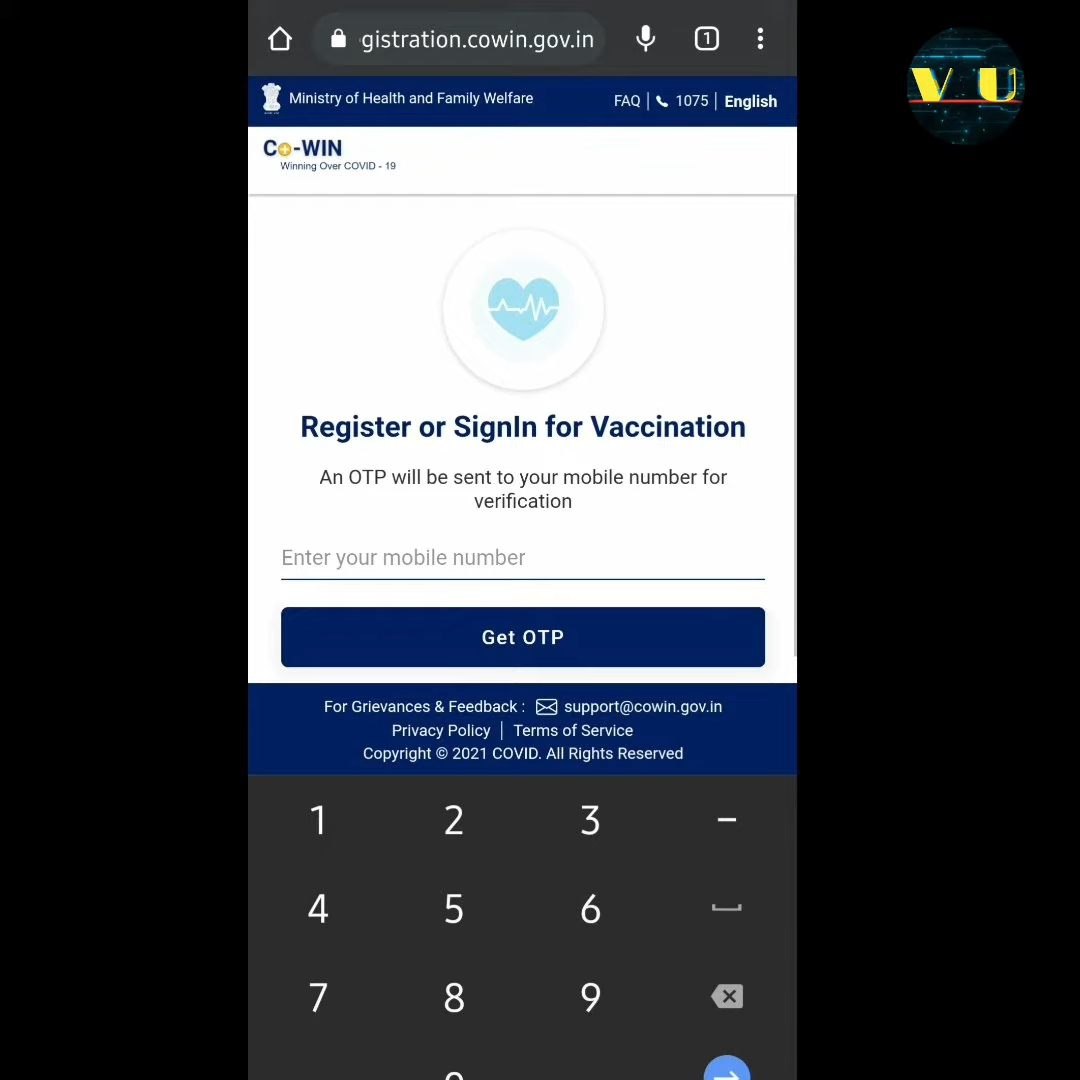 gistration.cowin.gov.in 1
V U
Ministry of Health and Family Welfare FAQ | 1075 | English
Co-WIN
Winning Over COVID - 19
Register or SignIn for Vaccination
An OTP will be sent to your mobile number for
verification
Enter your mobile number
Get OTP
For Grievances & Feedback : support@cowin.gov.in
Privacy Policy | Terms of Service
Copyright © 2021 COVID. All Rights Reserved
1 2 3 –
4 5 6
7 8 9